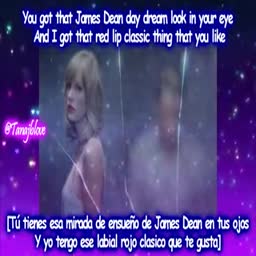 You got that James Dean day dream look in your eye
And I got that red lip classic thing that you like
@Tamajblove
[Tú tienes esa mirada de ensueño de James Dean en tus ojos
Y yo tengo ese labial rojo clasico que te gusta]